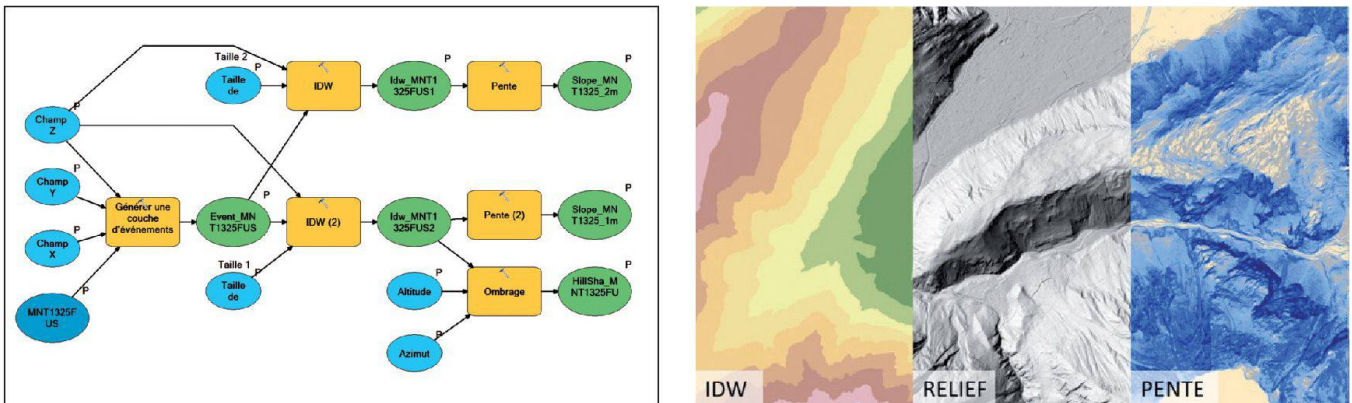 Taille 2
P
Taille
de
IDW
P
Idw_MNT1
325FUS1
Pente
P
Slope_MN
T1325_2m
P
Champ
Z
P
Champ
Y
P
Champ
X
P
MNT1325F
US
Générer une
couche
d'événements
P
Event_MN
T1325FUS
IDW (2)
Taille 1
P
Taille
de
P
Idw_MNT1
325FUS2
Pente (2)
P
Slope_MN
T1325_1m
P
Altitude
P
Azimut
Ombrage
P
HillSha_M
NT1325FU
IDW
RELIEF
PENTE